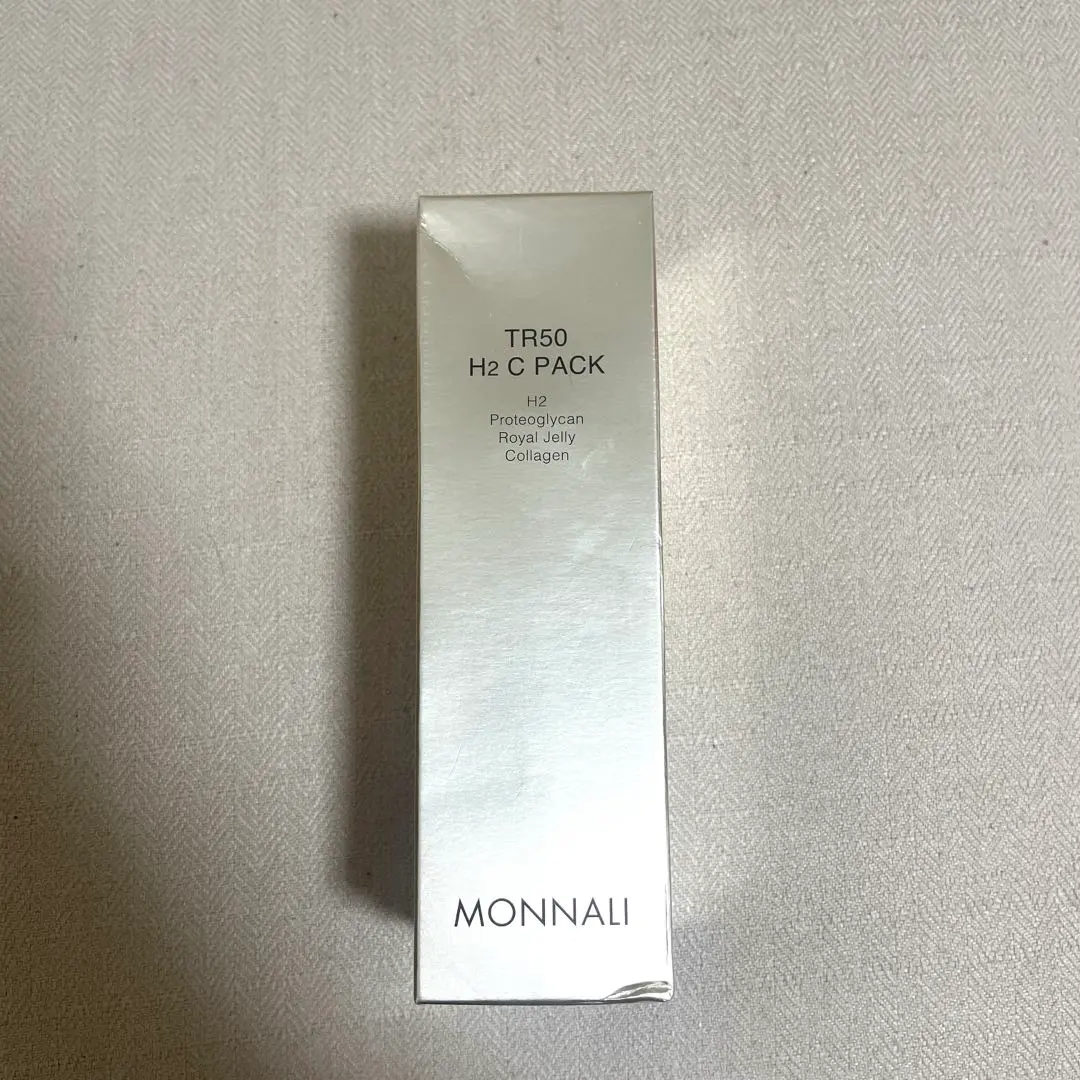 TR50
H2 C PACK
H2
Proteoglycan
Royal Jelly
Collagen
MONNALI